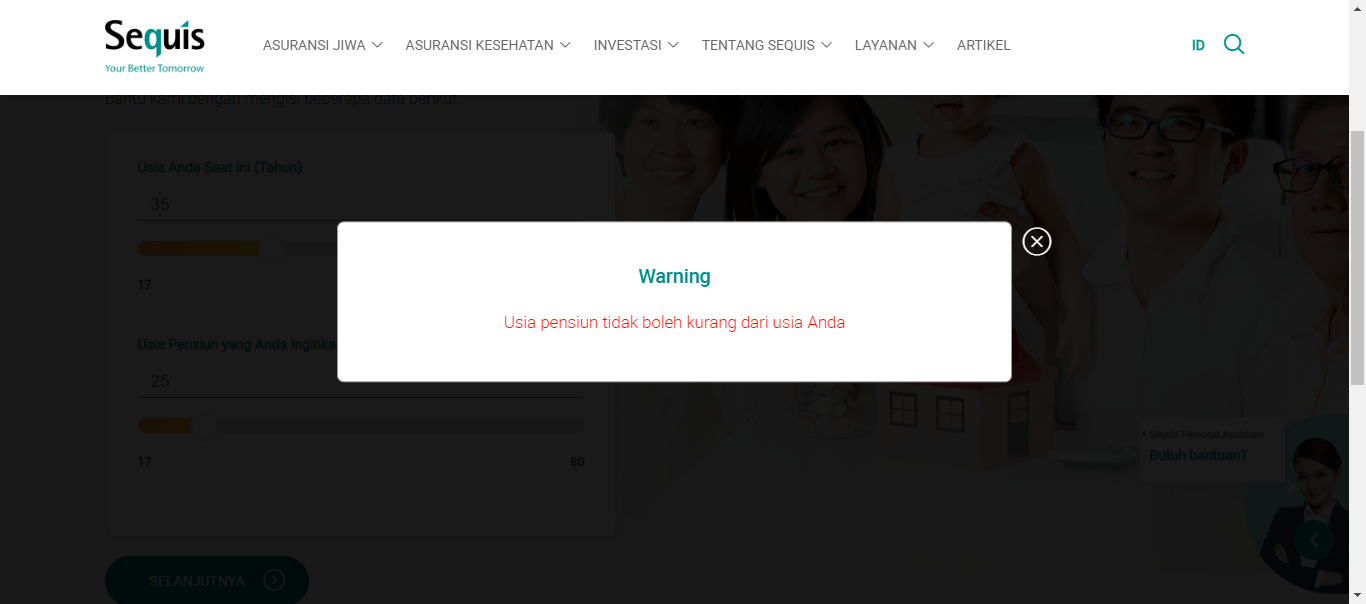 Sequis
Your Better Tomorrow
ASURANSI JIWA
ASURANSI KESEHATAN
INVESTASI
TENTANG SEQUIS
LAYANAN
ARTIKEL
ID
Bantu kami dengan mengisi beberapa data berikut.
Usia Anda Saat Ini (Tahun)
35
17
Warning
Usia pensiun tidak boleh kurang dari usia Anda
Usia Pensiun yang Anda Inginka
25
17
80
• Sequis Personal Assistant
Butuh bantuan?
SELANJUTNYA